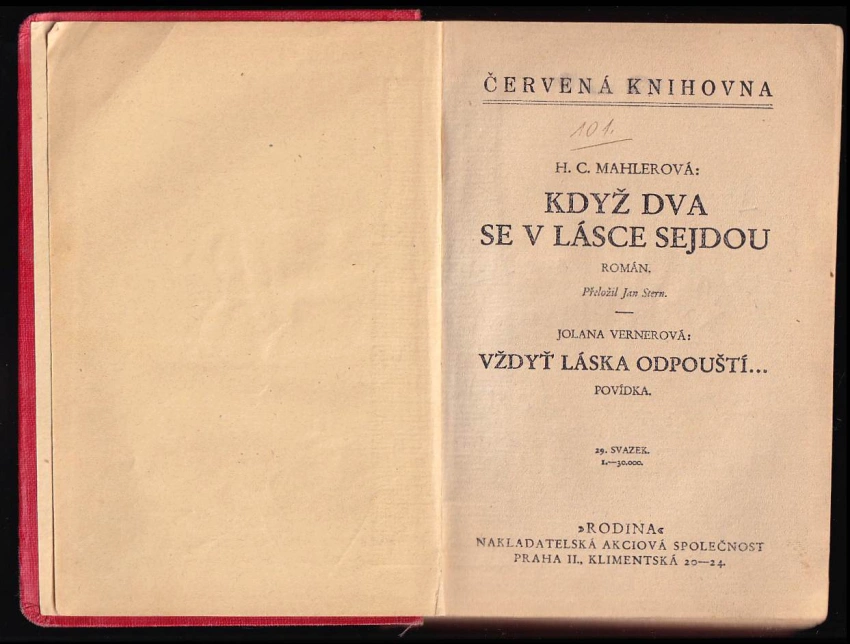 ČERVENÁ KNIHOVNA
101.
H. C. MAHLEROVÁ:
KDYŽ DVA
SE V LÁSCE SEJDOU
ROMÁN.
Přeložil Jan Stern.
JOLANA VERNEROVÁ:
VŽDYŤ LÁSKA ODPOUŠTÍ...
POVÍDKA.
29. SVAZEK.
1.—30.000.
»RODINA«
NAKLADATELSKÁ AKCIOVÁ SPOLEČNOST
PRAHA II., KLIMENTSKÁ 20—24.